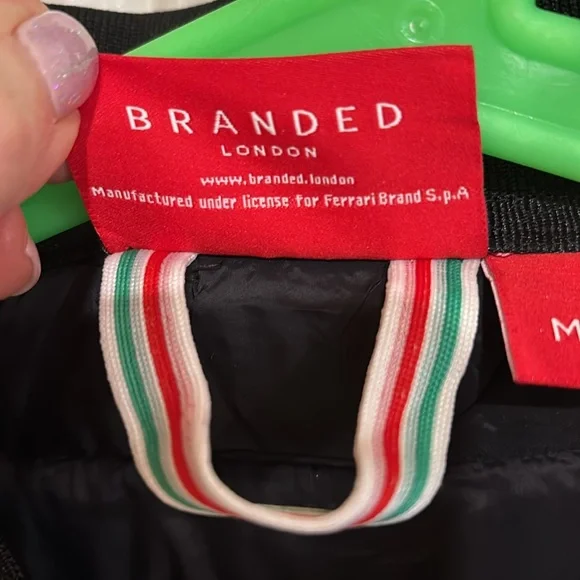 BRANDED
LONDON
www.branded.london
Manufactured under license for Ferrari Brand S.p.A
M